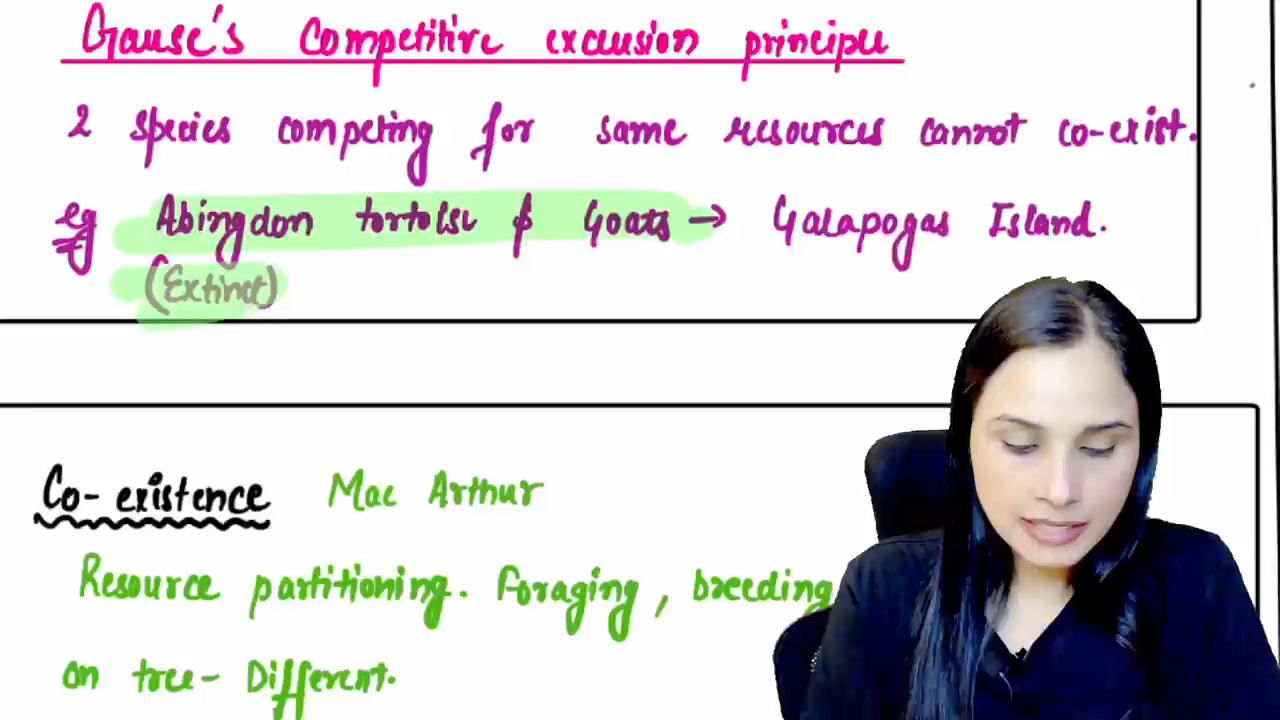 Gause's Competitive exclusion principle
2 species competing for same resources cannot co-exist.
eg Abingdon tortoise & Goats → Galapogas Island.
(Extinct)
Co-existence Mac Arthur
Resource partitioning. Foraging, breeding
on tree- Different.